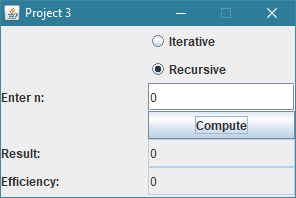 Project 3
Iterative
Recursive
Enter n: 0
Compute
Result: 0
Efficiency: 0